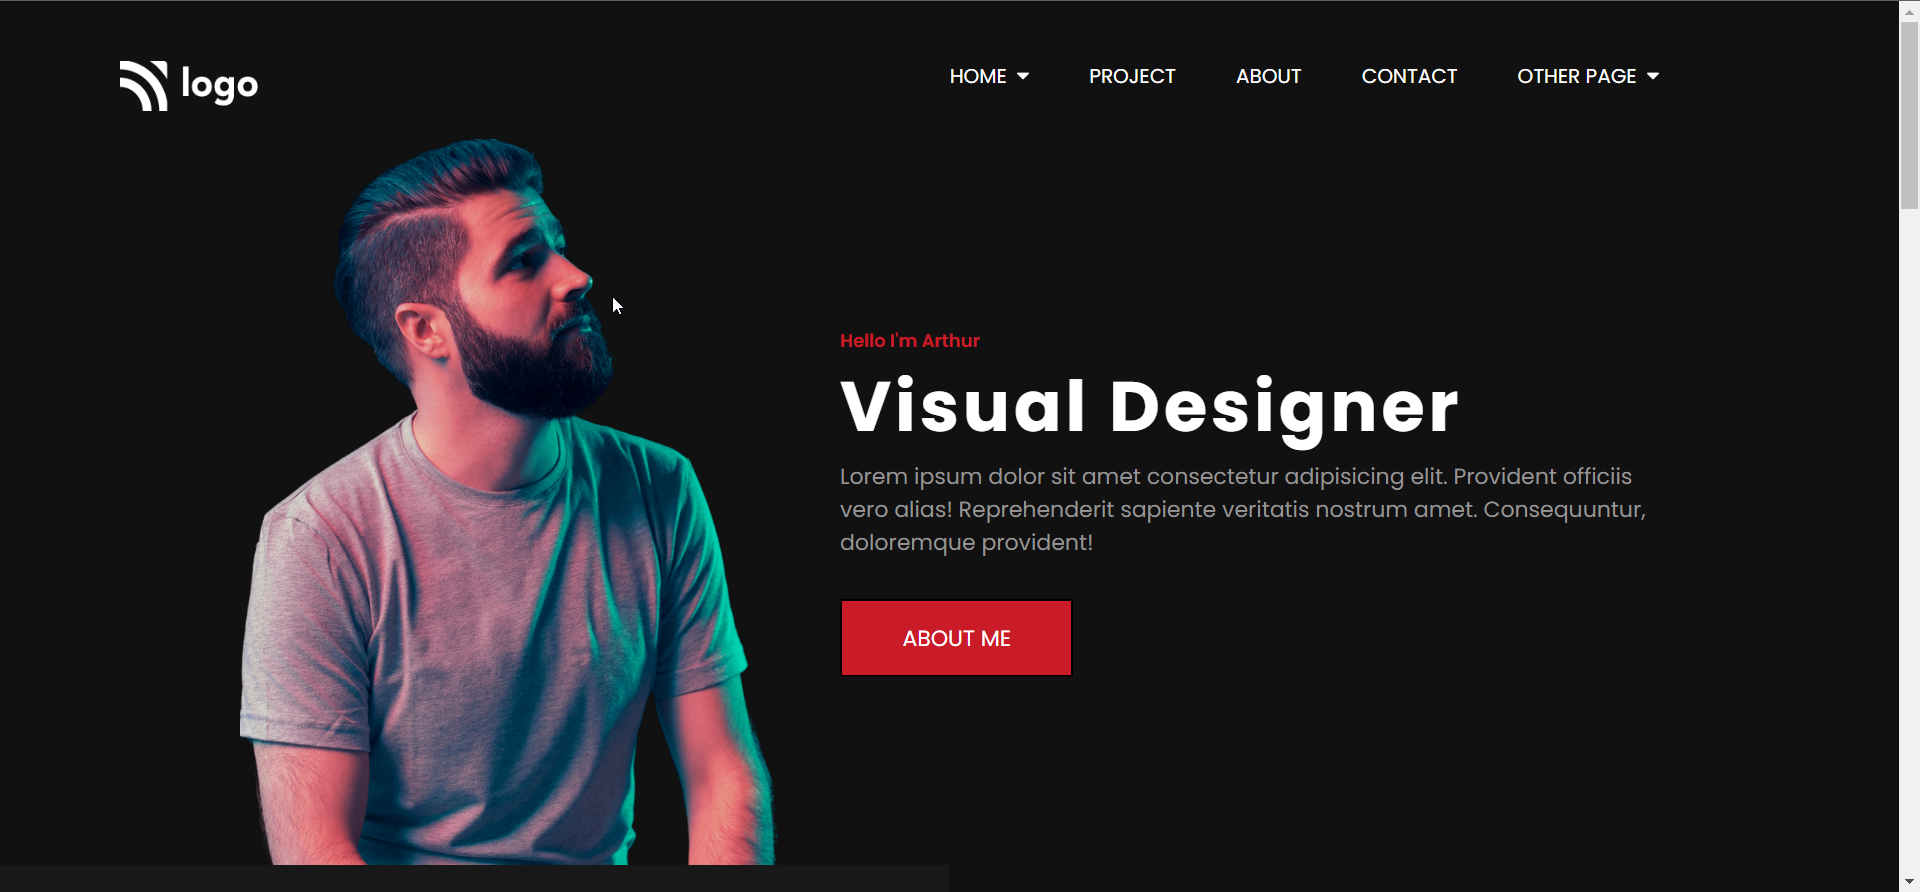 logo
HOME
PROJECT
ABOUT
CONTACT
OTHER PAGE
Hello I'm Arthur
Visual Designer
Lorem ipsum dolor sit amet consectetur adipisicing elit. Provident officiis
vero alias! Reprehenderit sapiente veritatis nostrum amet. Consequuntur,
doloremque provident!
ABOUT ME